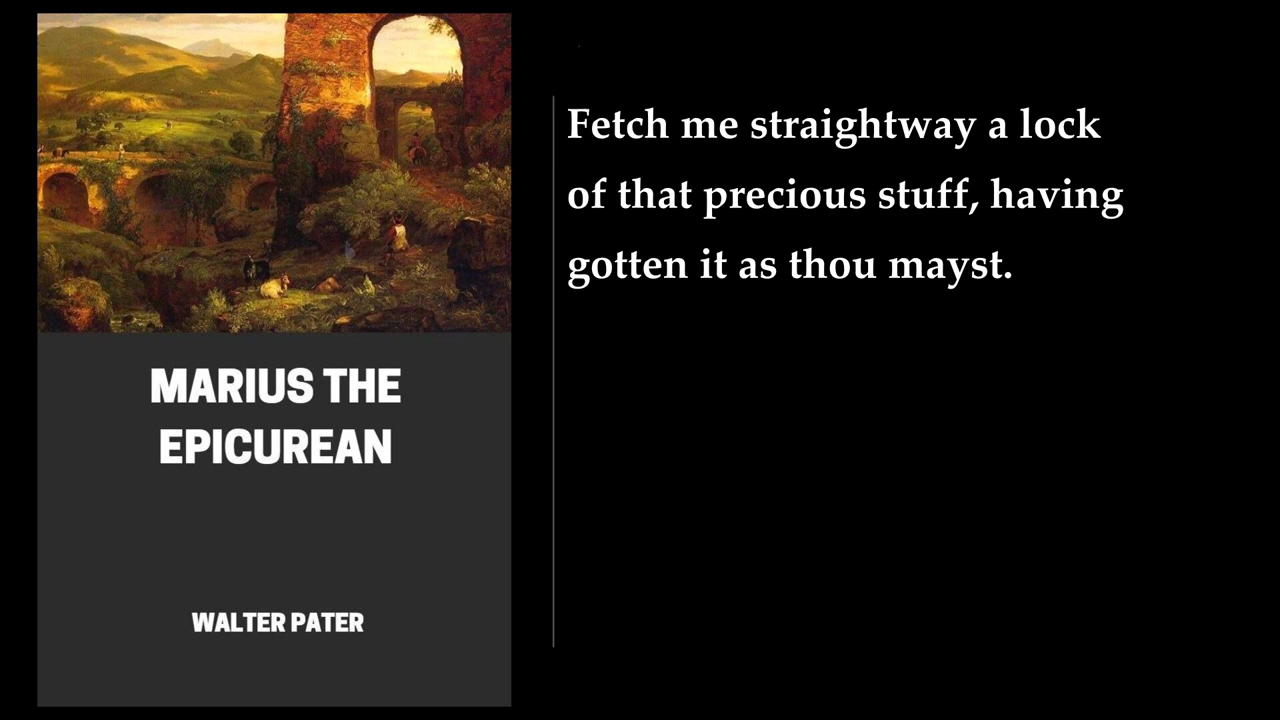 MARIUS THE
EPICUREAN
WALTER PATER
Fetch me straightway a lock
of that precious stuff, having
gotten it as thou mayst.